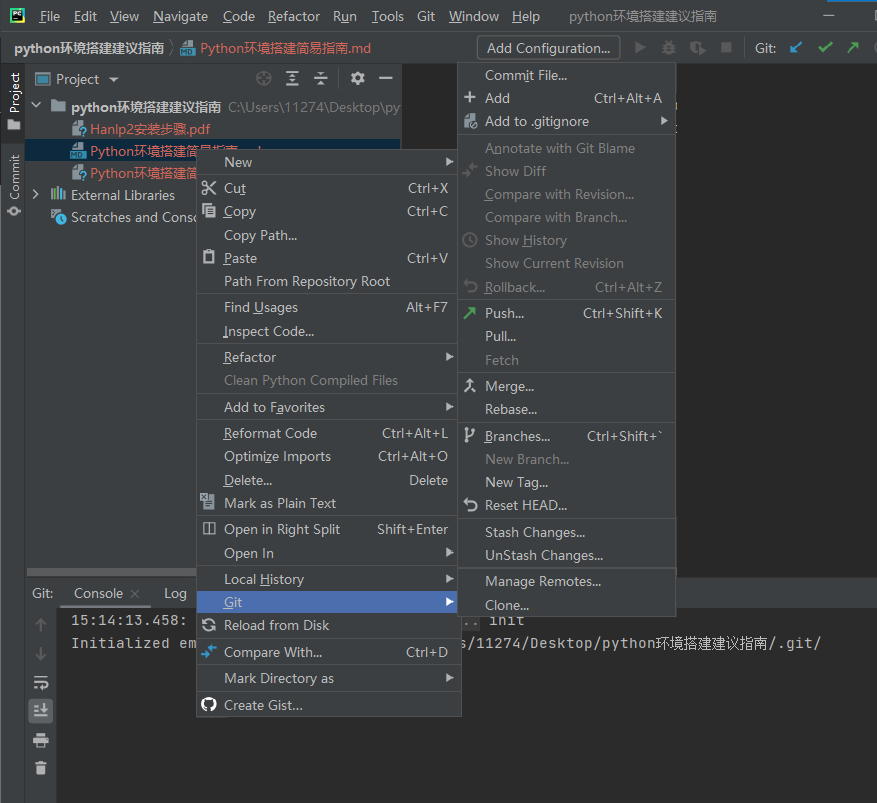 PC File Edit View Navigate Code Refactor Run Tools Git Window Help python环境搭建建议指南
python环境搭建建议指南 MD Python环境搭建简易指南.md Add Configuration... Git:
Project
Commit
Project
python环境搭建建议指南 C:\Users\11274\Desktop\py
Hanlp2安装步骤.pdf
MD Python环境搭建简易指南
Python环境搭建简
External Libraries
Scratches and Conso
New
Cut Ctrl+X
Copy Ctrl+C
Copy Path...
Paste Ctrl+V
Path From Repository Root
Find Usages Alt+F7
Inspect Code...
Refactor
Clean Python Compiled Files
Add to Favorites
Reformat Code Ctrl+Alt+L
Optimize Imports Ctrl+Alt+O
Delete... Delete
Mark as Plain Text
Open in Right Split Shift+Enter
Open In
Local History
Git
Reload from Disk
Compare With... Ctrl+D
Mark Directory as
Create Gist...
Commit File...
Add Ctrl+Alt+A
Add to .gitignore
Annotate with Git Blame
Show Diff
Compare with Revision...
Compare with Branch...
Show History
Show Current Revision
Rollback... Ctrl+Alt+Z
Push... Ctrl+Shift+K
Pull...
Fetch
Merge...
Rebase...
Branches... Ctrl+Shift+`
New Branch...
New Tag...
Reset HEAD...
Stash Changes...
UnStash Changes...
Manage Remotes...
Clone...
Git: Console Log
15:14:13.458: init
Initialized em s/11274/Desktop/python环境搭建建议指南/.git/